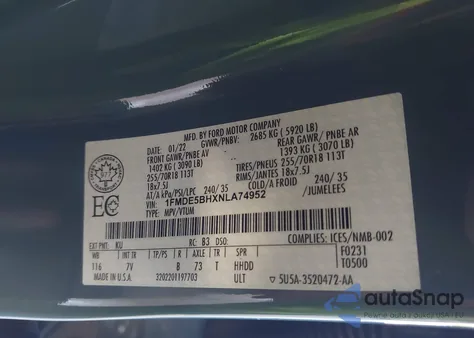 MFD. BY FORD MOTOR COMPANY
DATE: 01/22 GVWR/PNBV: 2685 KG ( 5920 LB)
FRONT GAWR/PNBE AV REAR GAWR/ PNBE AR
1402 KG ( 3090 LB) 1393 KG ( 3070 LB)
255/70R18 113T TIRES/PNEUS 255/70R18 113T
18x7.5J RIMS/JANTES 18x7.5J
AT/A kPa/PSI/LPC 240/ 35 COLD/A FROID 240/ 35
VIN: 1FMDE5BHXNLA74952 /JUMELEES
TYPE: MPV/VTUM
EC
EXT PNT: KU RC: B3 DSO: COMPLIES: ICES/NMB-002
WB INT TR TP/PS R AXLE TR F0231
116 7V B 73 T HHDD T0500
MADE IN U.S.A. 3202201197703 ULT 5U5A-3520472-AA
autoSnap